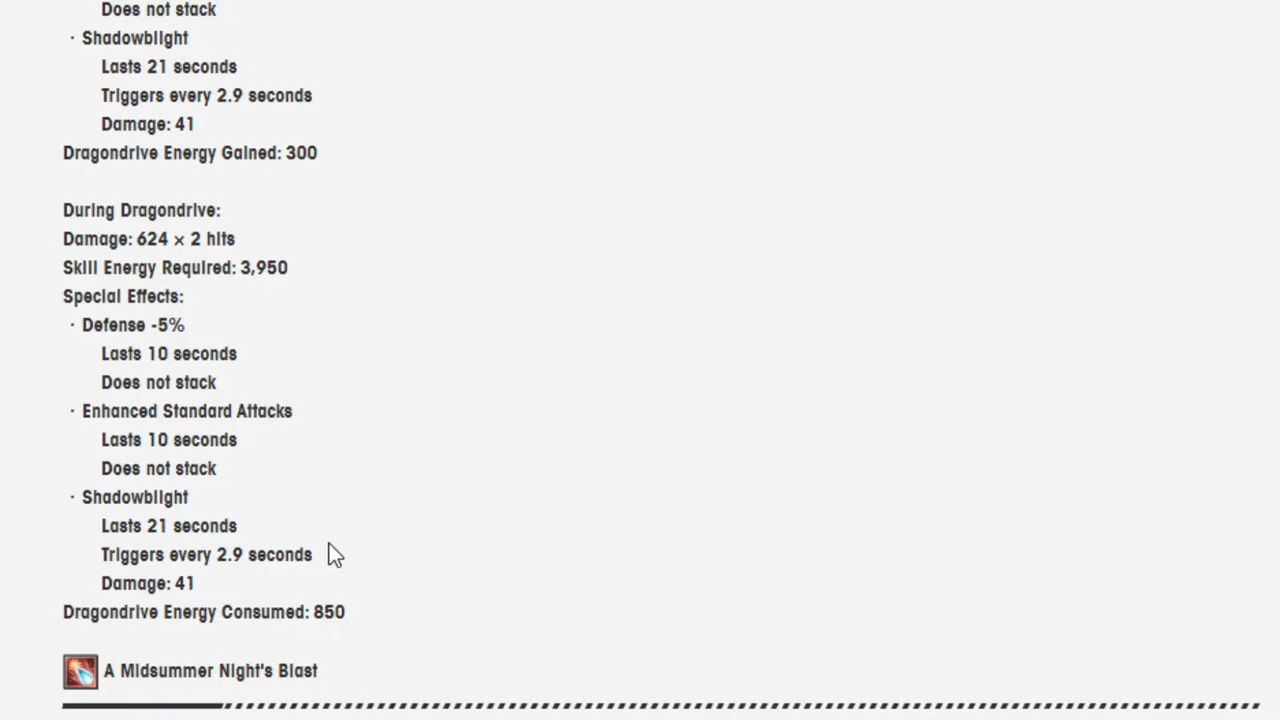 Does not stack
· Shadowblight
Lasts 21 seconds
Triggers every 2.9 seconds
Damage: 41
Dragondrive Energy Gained: 300
During Dragondrive:
Damage: 624 × 2 hits
Skill Energy Required: 3,950
Special Effects:
· Defense -5%
Lasts 10 seconds
Does not stack
· Enhanced Standard Attacks
Lasts 10 seconds
Does not stack
· Shadowblight
Lasts 21 seconds
Triggers every 2.9 seconds
Damage: 41
Dragondrive Energy Consumed: 850
A Midsummer Night's Blast